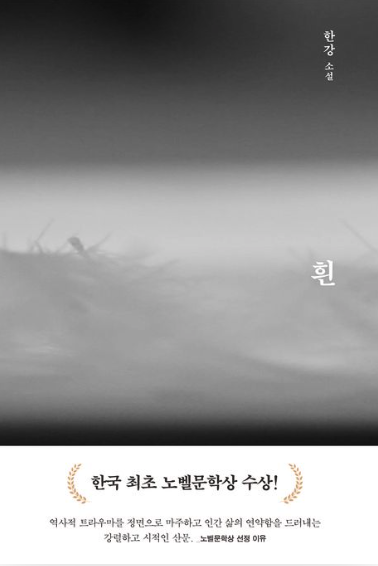 한강 소설
흰
한국 최초 노벨문학상 수상!
역사적 트라우마를 정면으로 마주하고 인간 삶의 연약함을 드러내는
강렬하고 시적인 산문. _노벨문학상 선정 이유